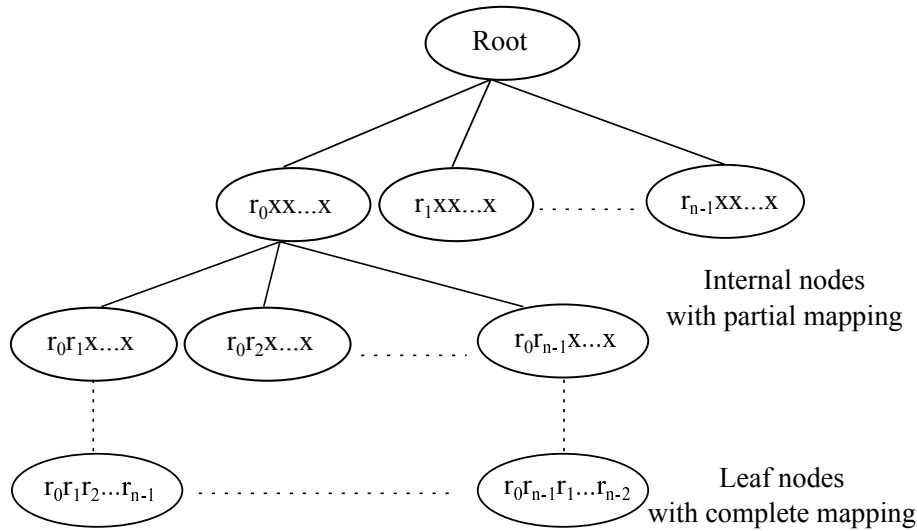 Root
r₀xx...x
r₁xx...x
rₙ₋₁xx...x
Internal nodes
with partial mapping
r₀r₁x...x
r₀r₂x...x
r₀rₙ₋₁x...x
r₀r₁r₂...rₙ₋₁
r₀rₙ₋₁r₁...rₙ₋₂
Leaf nodes
with complete mapping